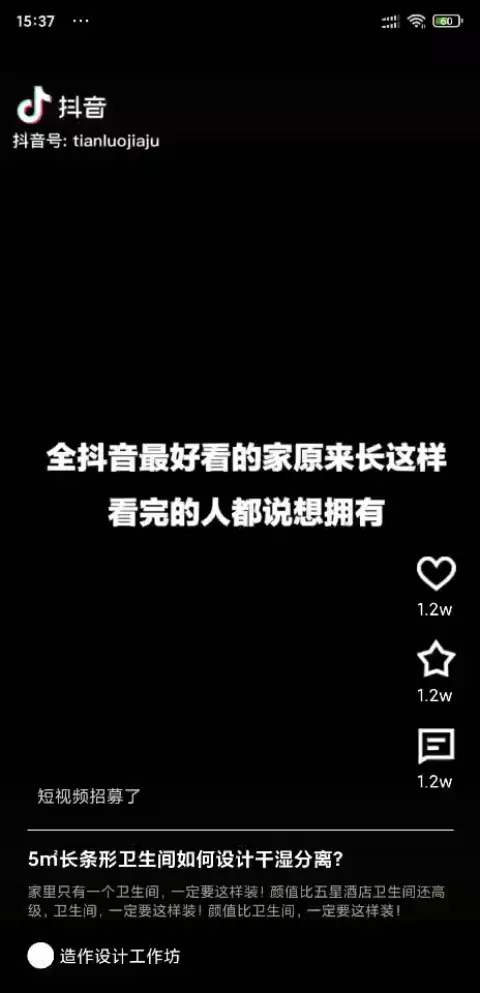 15:37 ...
60
抖音
抖音号: tianluojiaju
全抖音最好看的家原来长这样
看完的人都说想拥有
1.2w
1.2w
1.2w
短视频招募了
5㎡长条形卫生间如何设计干湿分离?
家里只有一个卫生间，一定要这样装! 颜值比五星酒店卫生间还高
级，卫生间，一定要这样装! 颜值比卫生间，一定要这样装!
造作设计工作坊